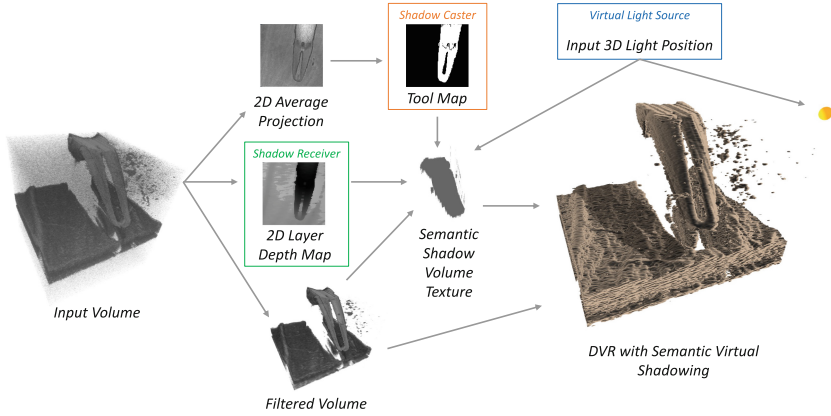 Shadow Caster
Tool Map
2D Average
Projection
Virtual Light Source
Input 3D Light Position
Shadow Receiver
2D Layer
Depth Map
Semantic
Shadow
Volume
Texture
Input Volume
Filtered Volume
DVR with Semantic Virtual
Shadowing